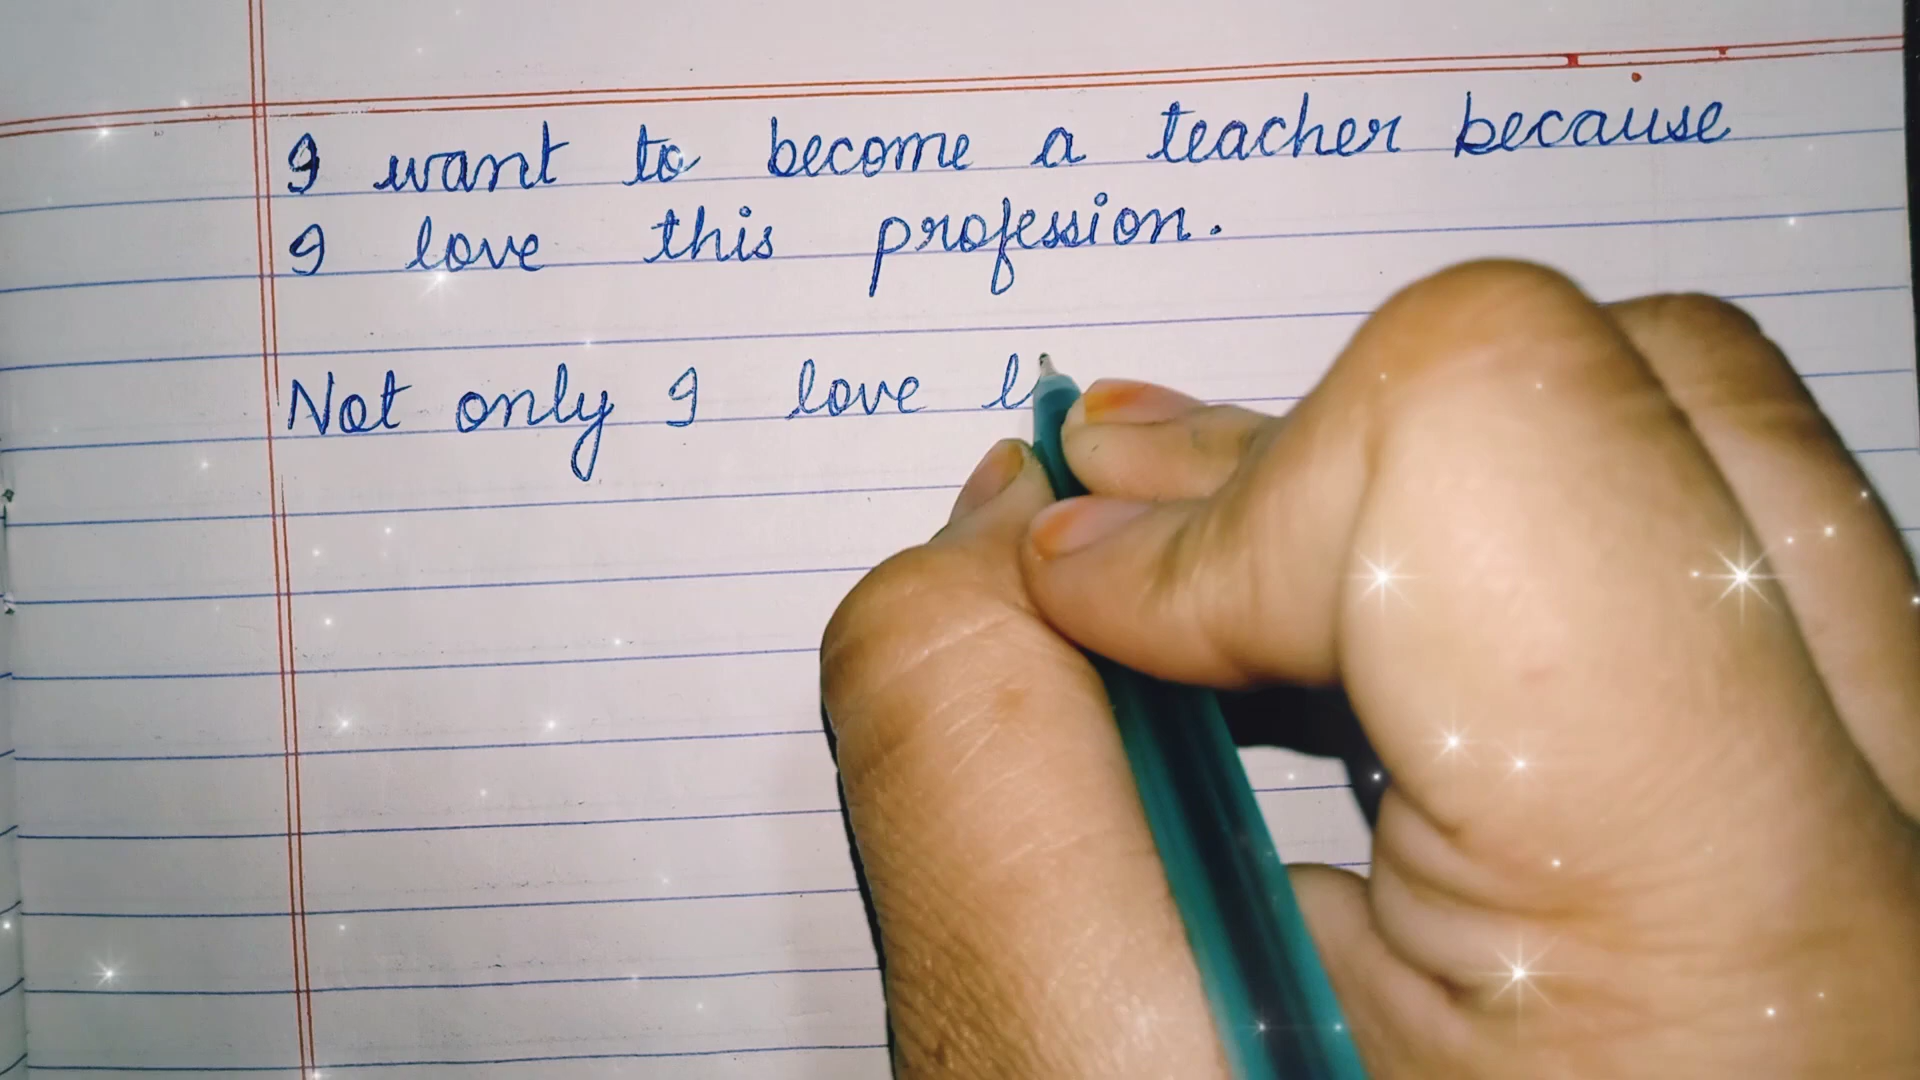 I want to become a teacher because
I love this profession.
Not only I love